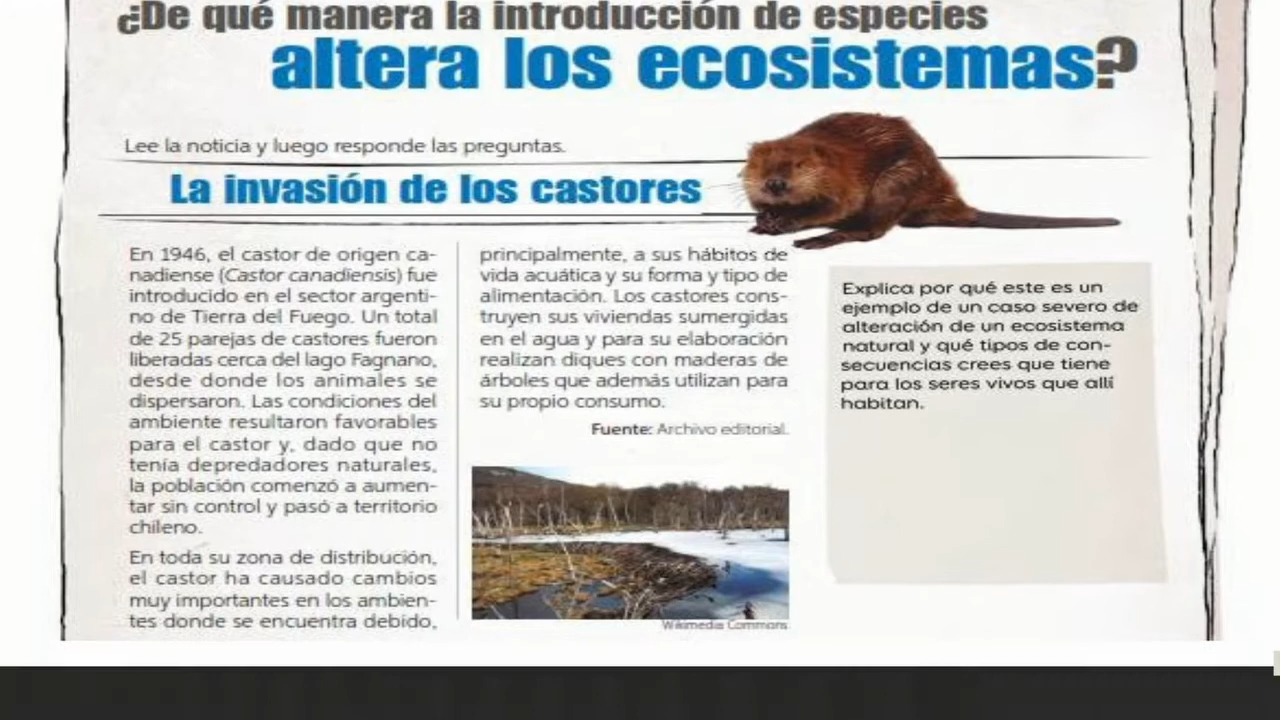 ¿De qué manera la introducción de especies
altera los ecosistemas?
Lee la noticia y luego responde las preguntas.
La invasión de los castores
En 1946, el castor de origen ca-
nadiense (Castor canadiensis) fue
introducido en el sector argenti-
no de Tierra del Fuego. Un total
de 25 parejas de castores fueron
liberadas cerca del lago Fagnano,
desde donde los animales se
dispersaron. Las condiciones del
ambiente resultaron favorables
para el castor y, dado que no
tenía depredadores naturales,
la población comenzó a aumen-
tar sin control y pasó a territorio
chileno.
En toda su zona de distribución,
el castor ha causado cambios
muy importantes en los ambien-
tes donde se encuentra debido,
principalmente, a sus hábitos de
vida acuática y su forma y tipo de
alimentación. Los castores cons-
truyen sus viviendas sumergidas
en el agua y para su elaboración
realizan diques con maderas de
árboles que además utilizan para
su propio consumo.
Fuente: Archivo editorial.
Wikimedia Commons
Explica por qué este es un
ejemplo de un caso severo de
alteración de un ecosistema
natural y qué tipos de con-
secuencias crees que tiene
para los seres vivos que allí
habitan.